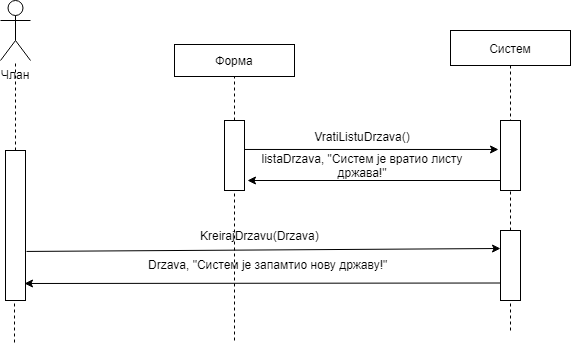 Члан
Форма
Систем
VratiListuDrzava()
listaDrzava, "Систем је вратио листу
држава!"
KreirajDrzavu(Drzava)
Drzava, "Систем је запамтио нову државу!"